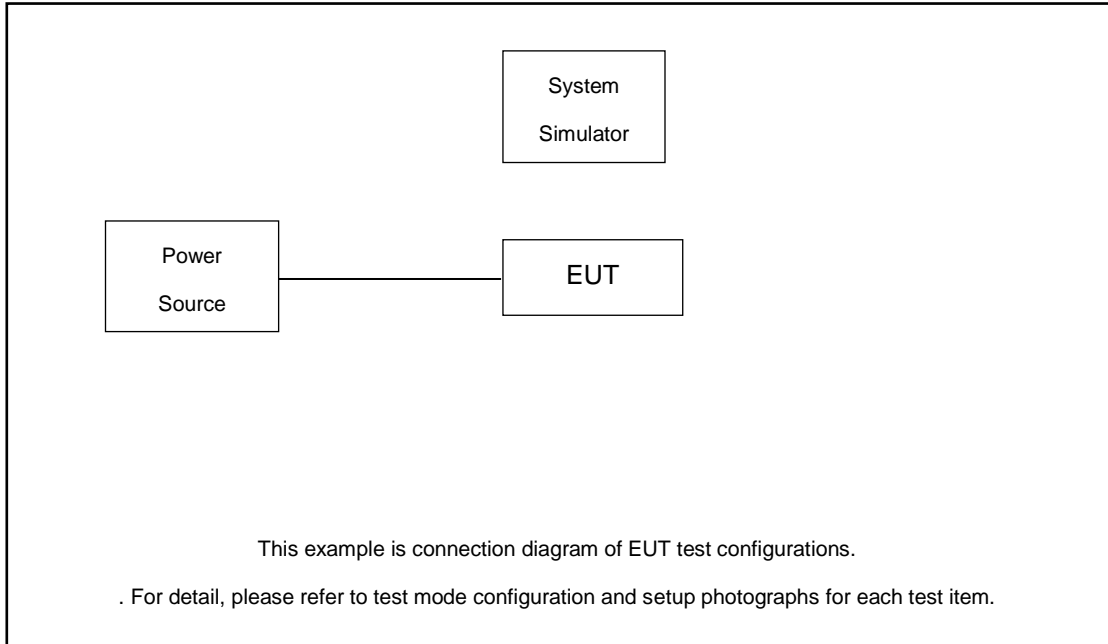 System
Simulator
Power
Source
EUT
This example is connection diagram of EUT test configurations.
. For detail, please refer to test mode configuration and setup photographs for each test item.